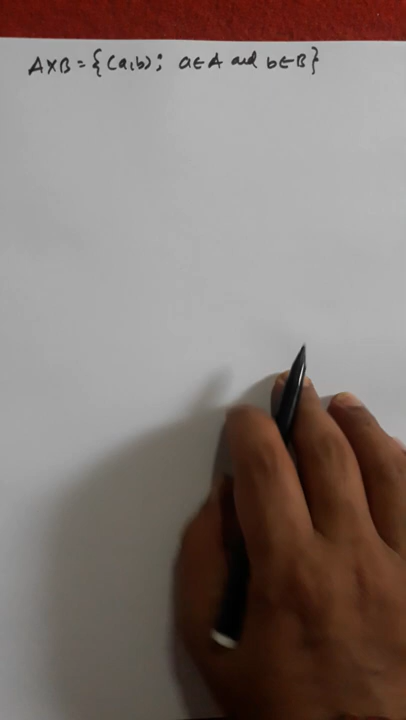 A×B = {(a,b); a∈A and b∈B}